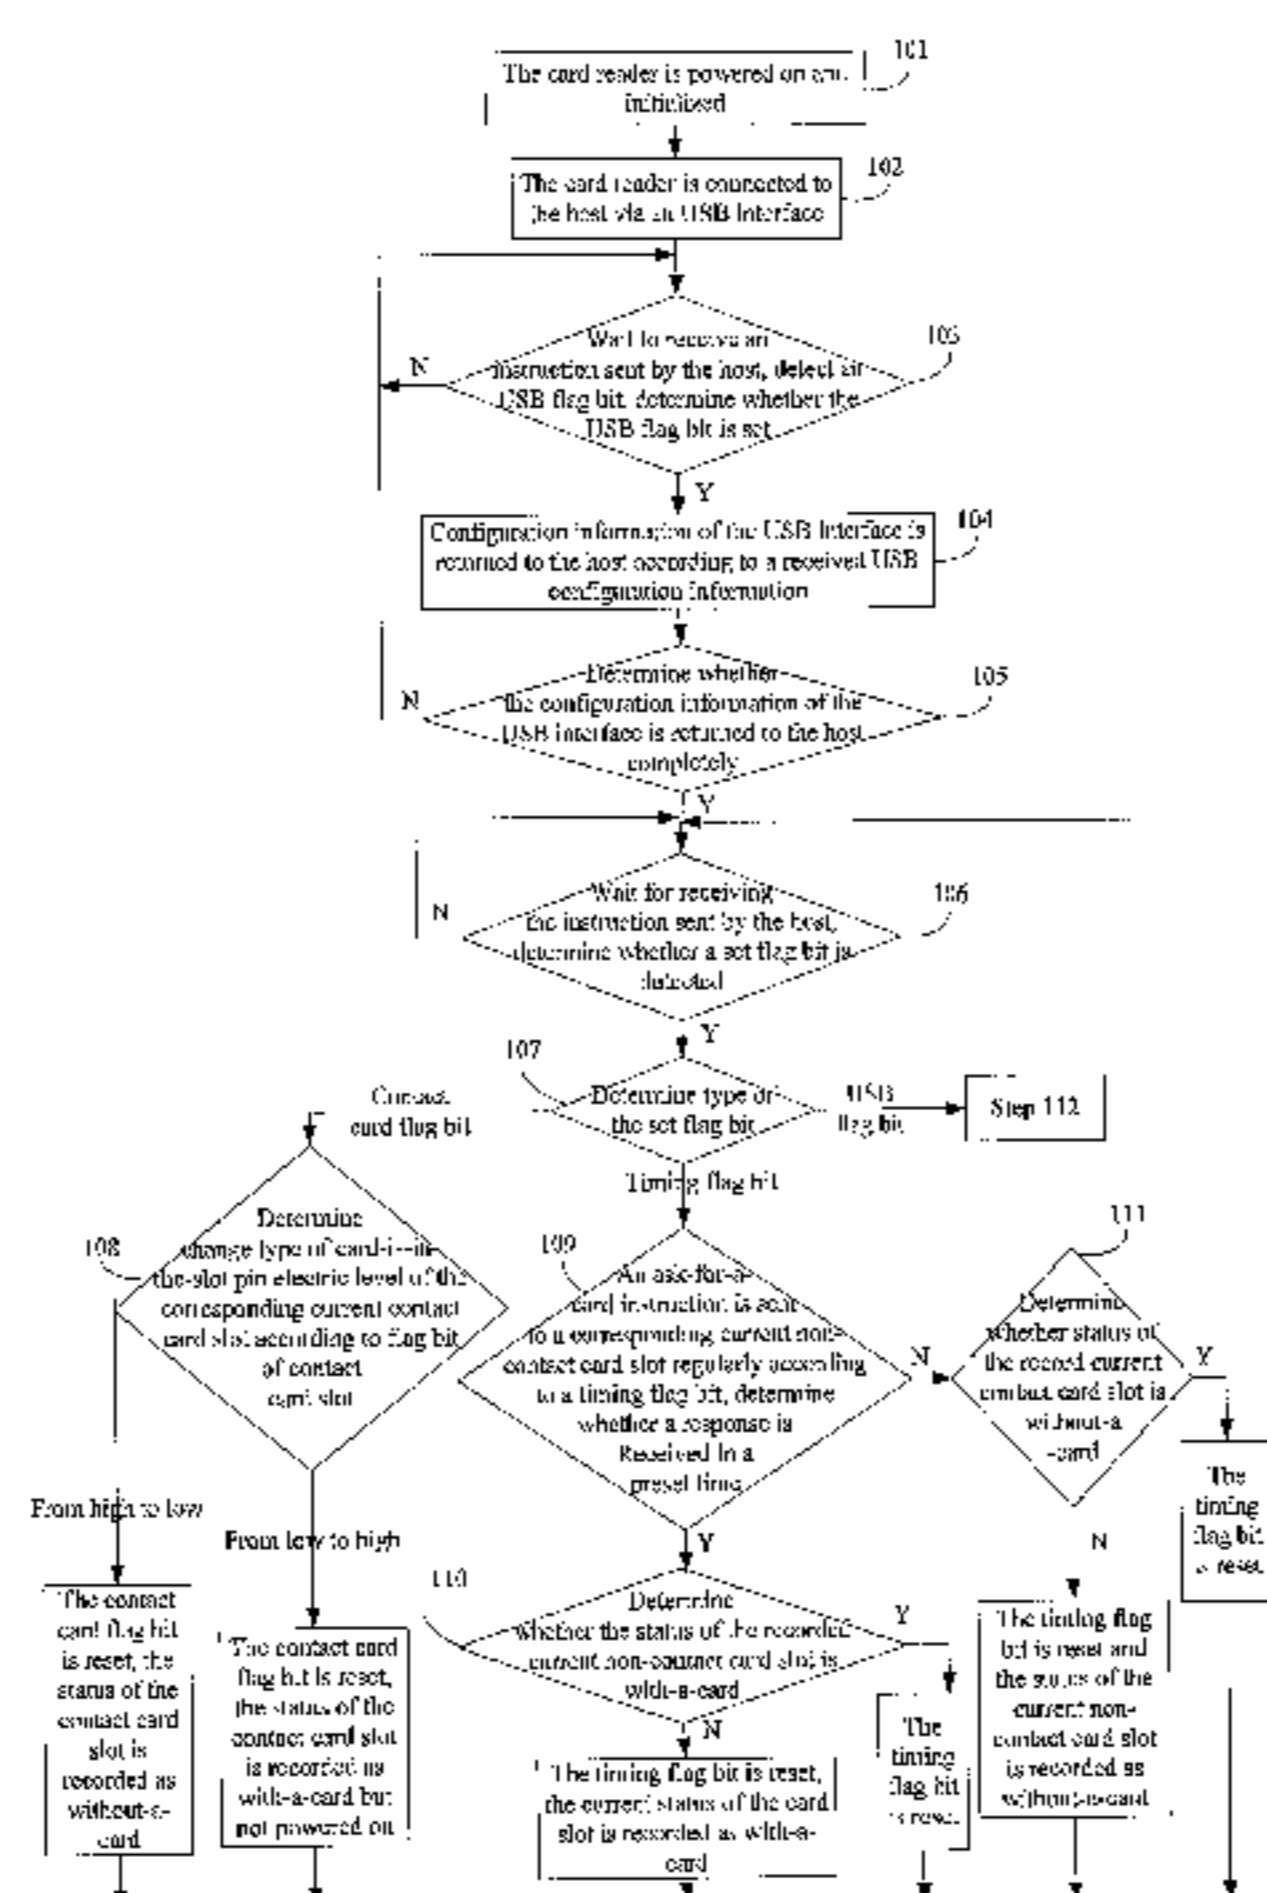 101
The card reader is powered on and
initialized
102
The card reader is connected to
the host via an USB Interface
103
Wait to receive an
instruction sent by the host, detect an
USB flag bit, determine whether the
USB flag bit is set
N
Y
104
Configuration information of the USB Interface is
returned to the host according to a received USB
configuration information
105
Determine whether
the configuration information of the
USB interface is returned to the host
completely
N
Y
106
Wait for receiving
the instruction sent by the host,
determine whether a set flag bit is
detected
N
Y
107
Determine type of
the set flag bit
Contact
card flag bit
USB
flag bit
Step 112
Timing flag bit
108
Determine
change type of card-i--in-
the-slot pin electric level of the
corresponding current contact
card slot according to flag bit
of contact
card slot
109
An ask-for-a-
card instruction is sent
to a corresponding current non-
contact card slot regularly according
to a timing flag bit, determine
whether a response is
Received in a
preset time
N
111
Determine
whether status of
the record current
contact card slot is
without-a
-card
Y
The
timing
flag bit
is reset
From high to low
From low to high
Y
N
110
Determine
whether the status of the recorded
current non-contact card slot is
with-a-card
Y
N
The contact
card flag bit
is reset, the
status of the
contact card
slot is
recorded as
without-a-
card
The contact card
flag bit is reset,
the status of the
contact card slot
is recorded as
with-a-card but
not powered on
The timing flag bit is reset,
the current status of the card
slot is recorded as with-a-
card
The
timing
flag bit
is reset
The timing flag
bit is reset and
the status of the
current non-
contact card slot
is recorded as
without-a-card